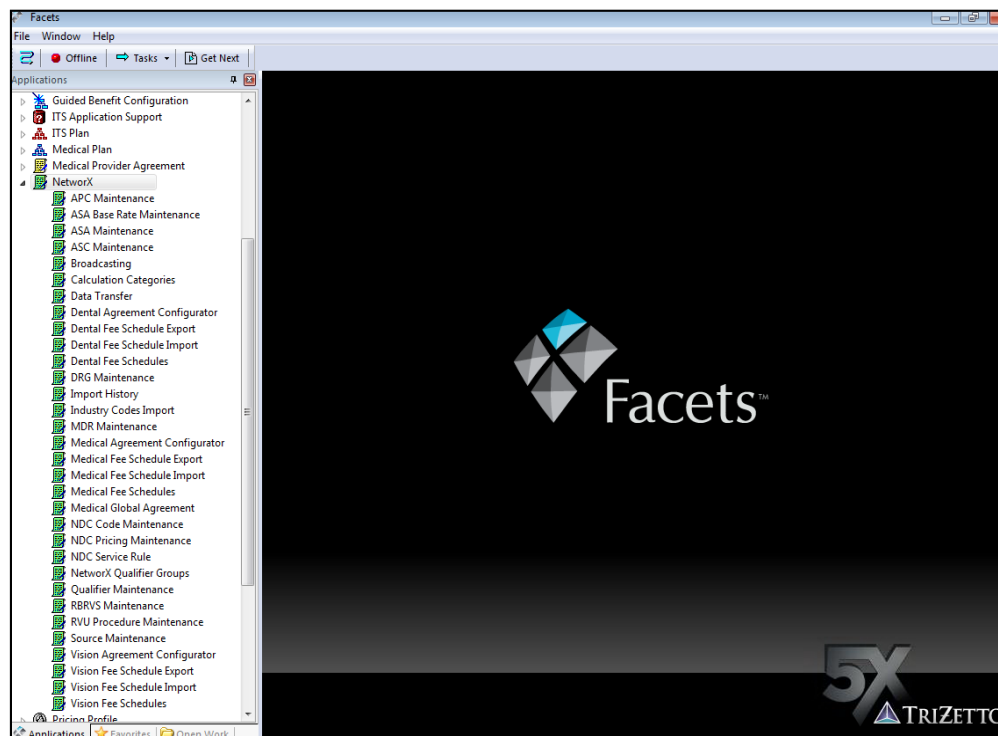 Facets
File Window Help
Offline Tasks Get Next
Applications
Guided Benefit Configuration
ITS Application Support
ITS Plan
Medical Plan
Medical Provider Agreement
NetworX
APC Maintenance
ASA Base Rate Maintenance
ASA Maintenance
ASC Maintenance
Broadcasting
Calculation Categories
Data Transfer
Dental Agreement Configurator
Dental Fee Schedule Export
Dental Fee Schedule Import
Dental Fee Schedules
DRG Maintenance
Import History
Industry Codes Import
MDR Maintenance
Medical Agreement Configurator
Medical Fee Schedule Export
Medical Fee Schedule Import
Medical Fee Schedules
Medical Global Agreement
NDC Code Maintenance
NDC Pricing Maintenance
NDC Service Rule
NetworX Qualifier Groups
Qualifier Maintenance
RBRVS Maintenance
RVU Procedure Maintenance
Source Maintenance
Vision Agreement Configurator
Vision Fee Schedule Export
Vision Fee Schedule Import
Vision Fee Schedules
Pricing Profile
Applications Favorites Open Work
Facets™
5X
TRIZETTO